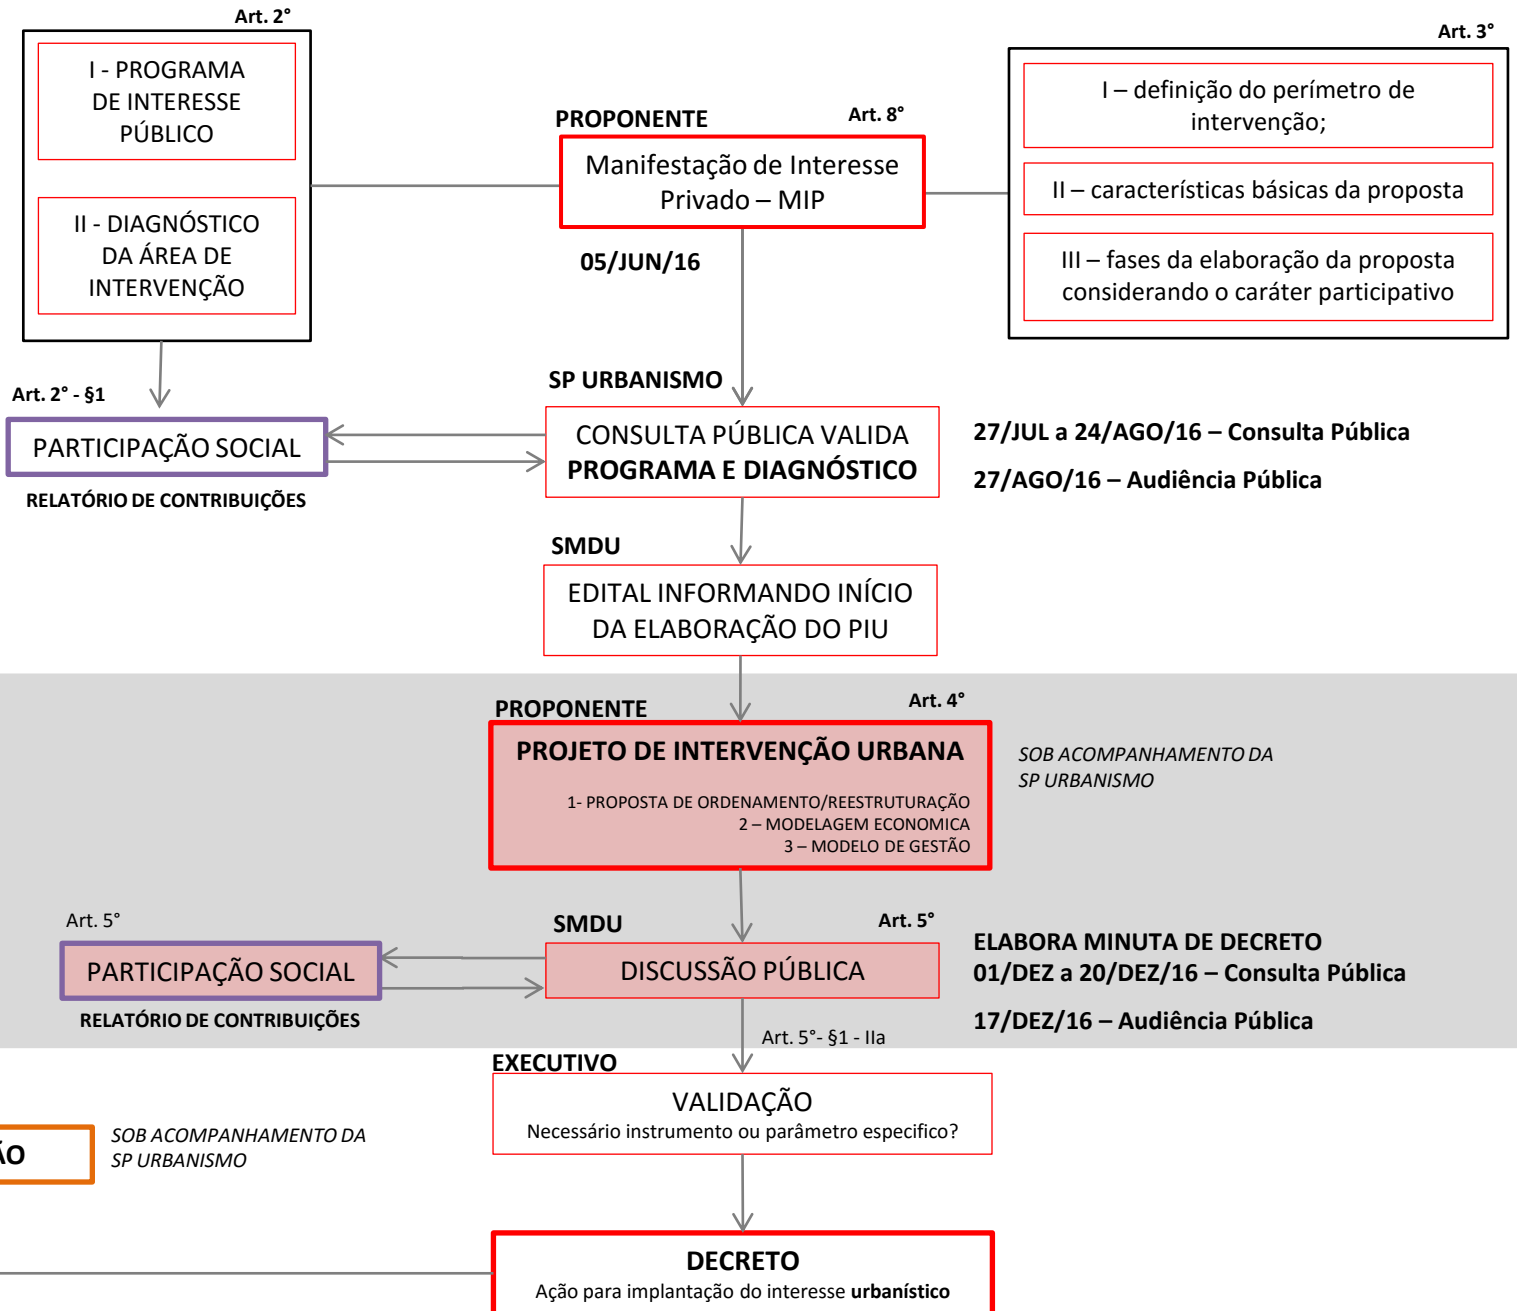 Art. 2°
I - PROGRAMA
DE INTERESSE
PÚBLICO
II - DIAGNÓSTICO
DA ÁREA DE
INTERVENÇÃO
PROPONENTE
Art. 8°
Manifestação de Interesse
Privado – MIP
05/JUN/16
Art. 3°
I – definição do perímetro de
intervenção;
II – características básicas da proposta
III – fases da elaboração da proposta
considerando o caráter participativo
Art. 2° - §1
PARTICIPAÇÃO SOCIAL
RELATÓRIO DE CONTRIBUIÇÕES
SP URBANISMO
CONSULTA PÚBLICA VALIDA
PROGRAMA E DIAGNÓSTICO
27/JUL a 24/AGO/16 – Consulta Pública
27/AGO/16 – Audiência Pública
SMDU
EDITAL INFORMANDO INÍCIO
DA ELABORAÇÃO DO PIU
PROPONENTE
Art. 4°
PROJETO DE INTERVENÇÃO URBANA
1- PROPOSTA DE ORDENAMENTO/REESTRUTURAÇÃO
2 – MODELAGEM ECONOMICA
3 – MODELO DE GESTÃO
SOB ACOMPANHAMENTO DA
SP URBANISMO
Art. 5°
PARTICIPAÇÃO SOCIAL
RELATÓRIO DE CONTRIBUIÇÕES
SMDU
Art. 5°
DISCUSSÃO PÚBLICA
ELABORA MINUTA DE DECRETO
01/DEZ a 20/DEZ/16 – Consulta Pública
17/DEZ/16 – Audiência Pública
Art. 5°- §1 - IIa
EXECUTIVO
VALIDAÇÃO
Necessário instrumento ou parâmetro especifico?
ÃO
SOB ACOMPANHAMENTO DA
SP URBANISMO
DECRETO
Ação para implantação do interesse urbanístico